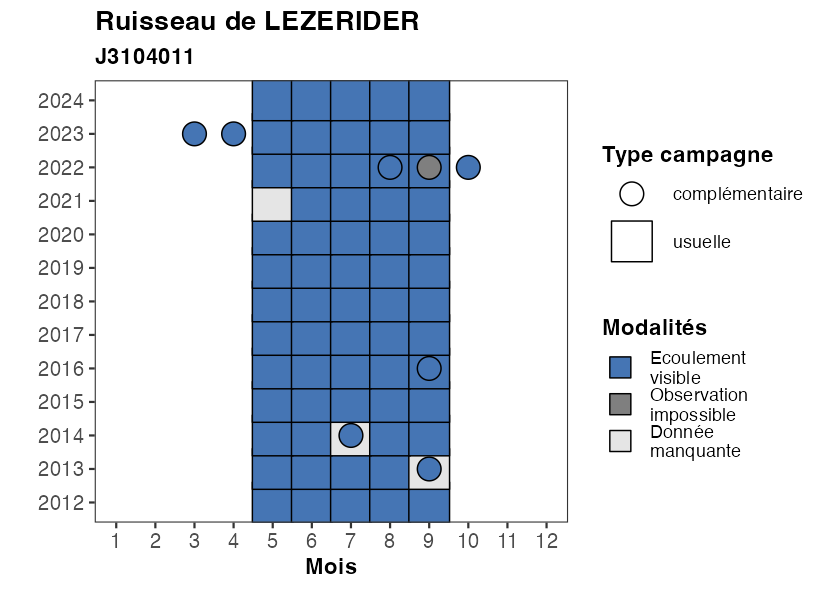 Ruisseau de LEZERIDER
J3104011
2024
2023
2022
2021
2020
2019
2018
2017
2016
2015
2014
2013
2012
1 2 3 4 5 6 7 8 9 10 11 12
Mois
Type campagne
complémentaire
usuelle
Modalités
Ecoulement
visible
Observation
impossible
Donnée
manquante